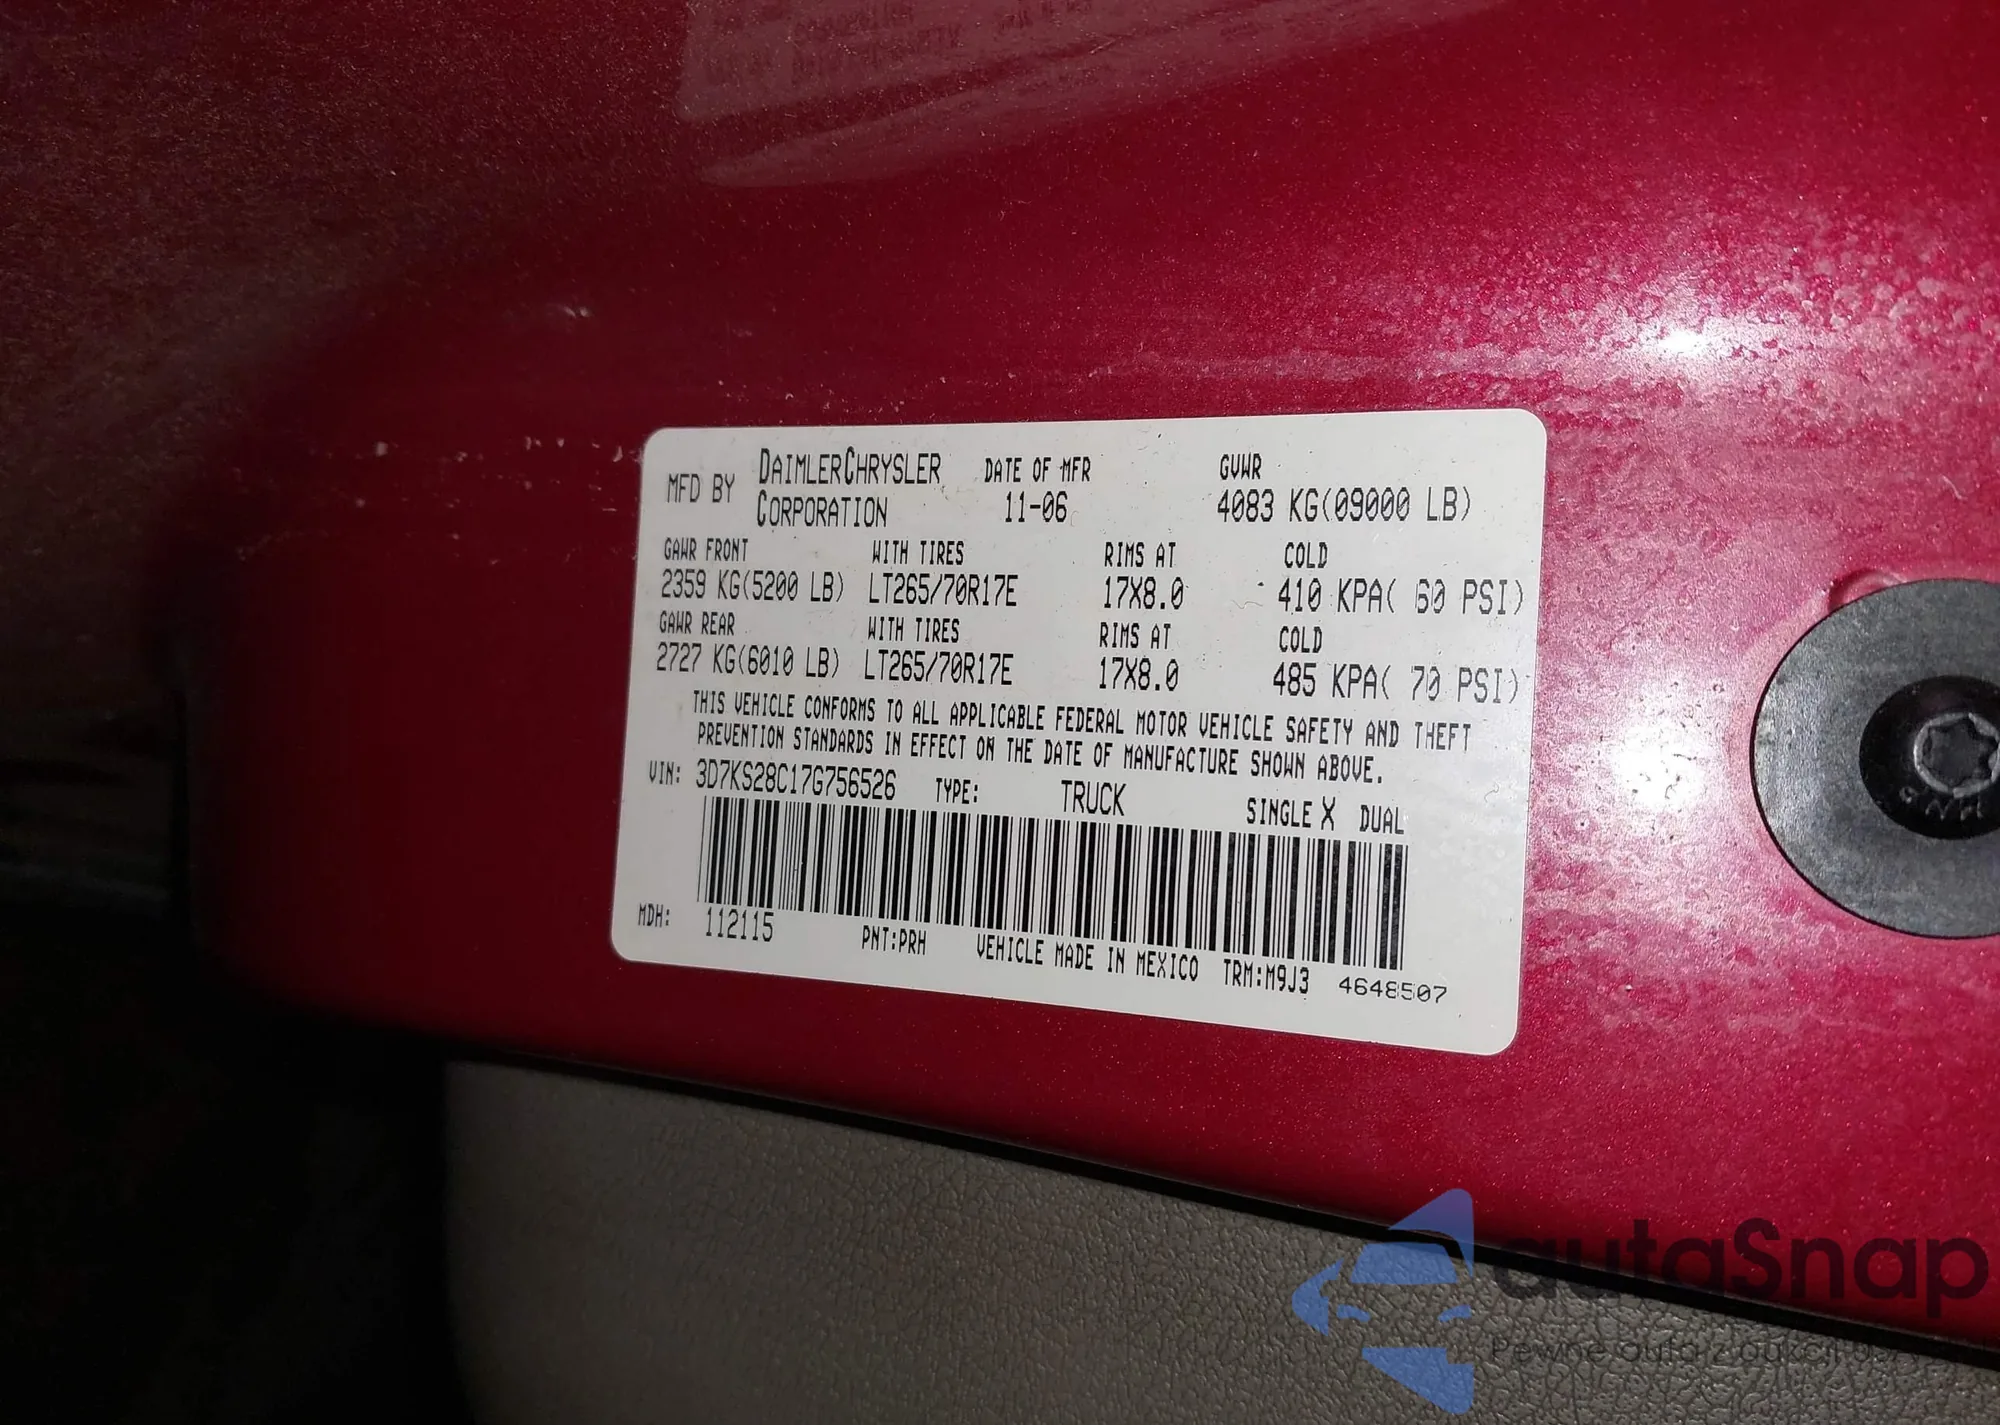 MFD BY DAIMLERCHRYSLER CORPORATION DATE OF MFR 11-06 GVWR 4083 KG(09000 LB)
GAWR FRONT WITH TIRES RIMS AT COLD
2359 KG(5200 LB) LT265/70R17E 17X8.0 410 KPA( 60 PSI)
GAWR REAR WITH TIRES RIMS AT COLD
2727 KG(6010 LB) LT265/70R17E 17X8.0 485 KPA( 70 PSI)
THIS VEHICLE CONFORMS TO ALL APPLICABLE FEDERAL MOTOR VEHICLE SAFETY AND THEFT
PREVENTION STANDARDS IN EFFECT ON THE DATE OF MANUFACTURE SHOWN ABOVE.
VIN: 3D7KS28C17G756526 TYPE: TRUCK SINGLE X DUAL
MDH: 112115 PNT:PRH VEHICLE MADE IN MEXICO TRM:M9J3 4648507
autaSnap
Pewne auta z aukcji